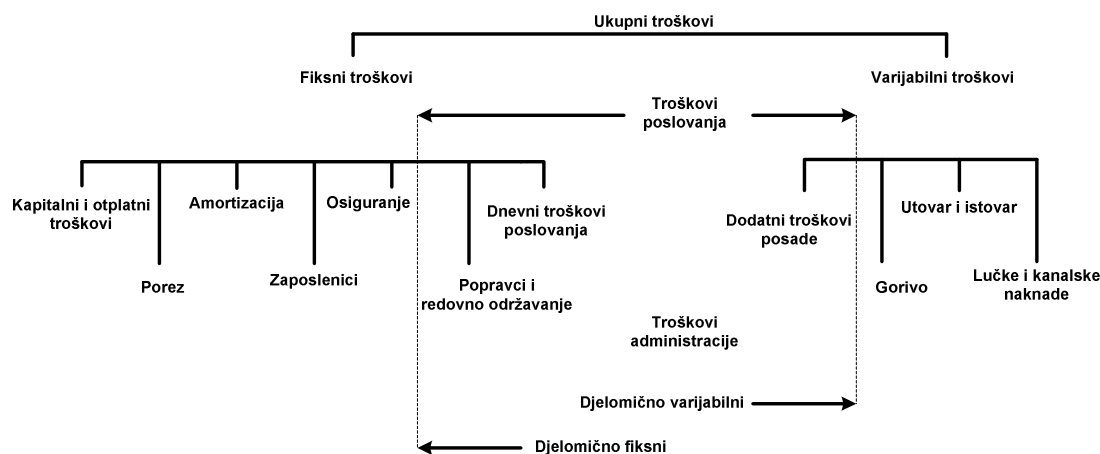 Ukupni troškovi
Fiksni troškovi
Varijabilni troškovi
Troškovi
poslovanja
Kapitalni i otplatni
troškovi
Porez
Amortizacija
Zaposlenici
Osiguranje
Popravci i
redovno održavanje
Dnevni troškovi
poslovanja
Dodatni troškovi
posade
Gorivo
Utovar i istovar
Lučke i kanalske
naknade
Troškovi
administracije
Djelomično varijabilni
Djelomično fiksni